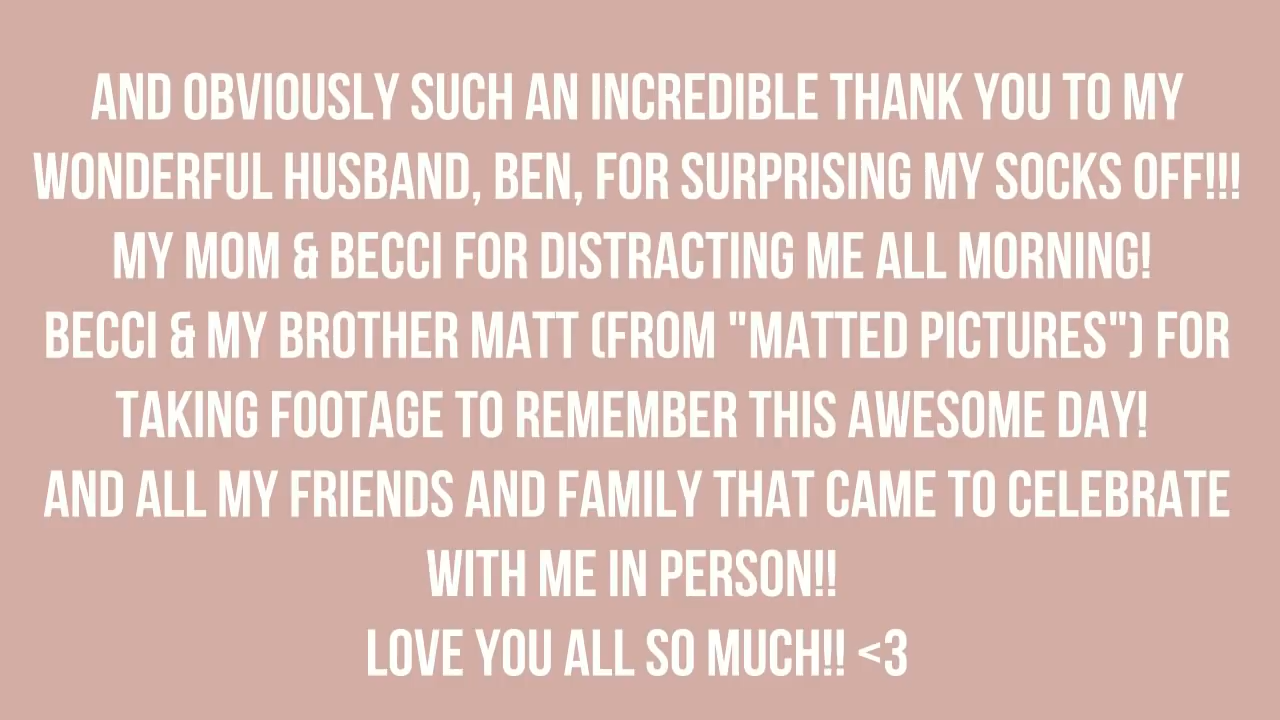 AND OBVIOUSLY SUCH AN INCREDIBLE THANK YOU TO MY
WONDERFUL HUSBAND, BEN, FOR SURPRISING MY SOCKS OFF!!!
MY MOM & BECCI FOR DISTRACTING ME ALL MORNING!
BECCI & MY BROTHER MATT (FROM "MATTED PICTURES") FOR
TAKING FOOTAGE TO REMEMBER THIS AWESOME DAY!
AND ALL MY FRIENDS AND FAMILY THAT CAME TO CELEBRATE
WITH ME IN PERSON!!
LOVE YOU ALL SO MUCH!! <3